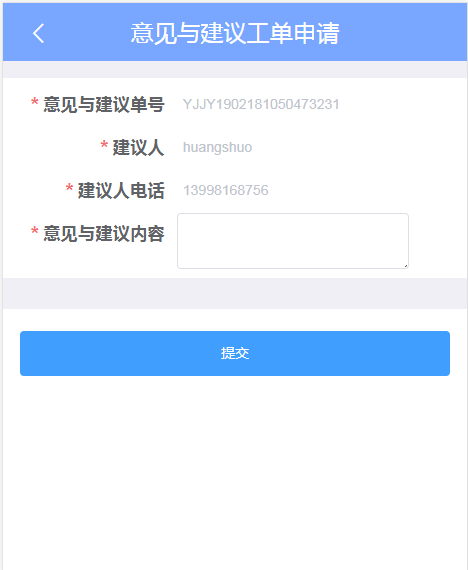 意见与建议工单申请
* 意见与建议单号 YJJY1902181050473231
* 建议人 huangshuo
* 建议人电话 13998168756
* 意见与建议内容
提交